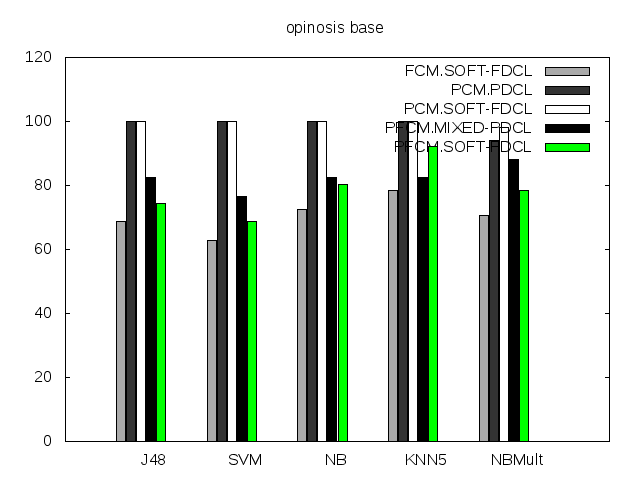 opinosis base
120
100
80
60
40
20
0
FCM.SOFT-FDCL
PCM.PDCL
PCM.SOFT-FDCL
PFCM.MIXED-PDCL
PFCM.SOFT-FDCL
J48 SVM NB KNN5 NBMult